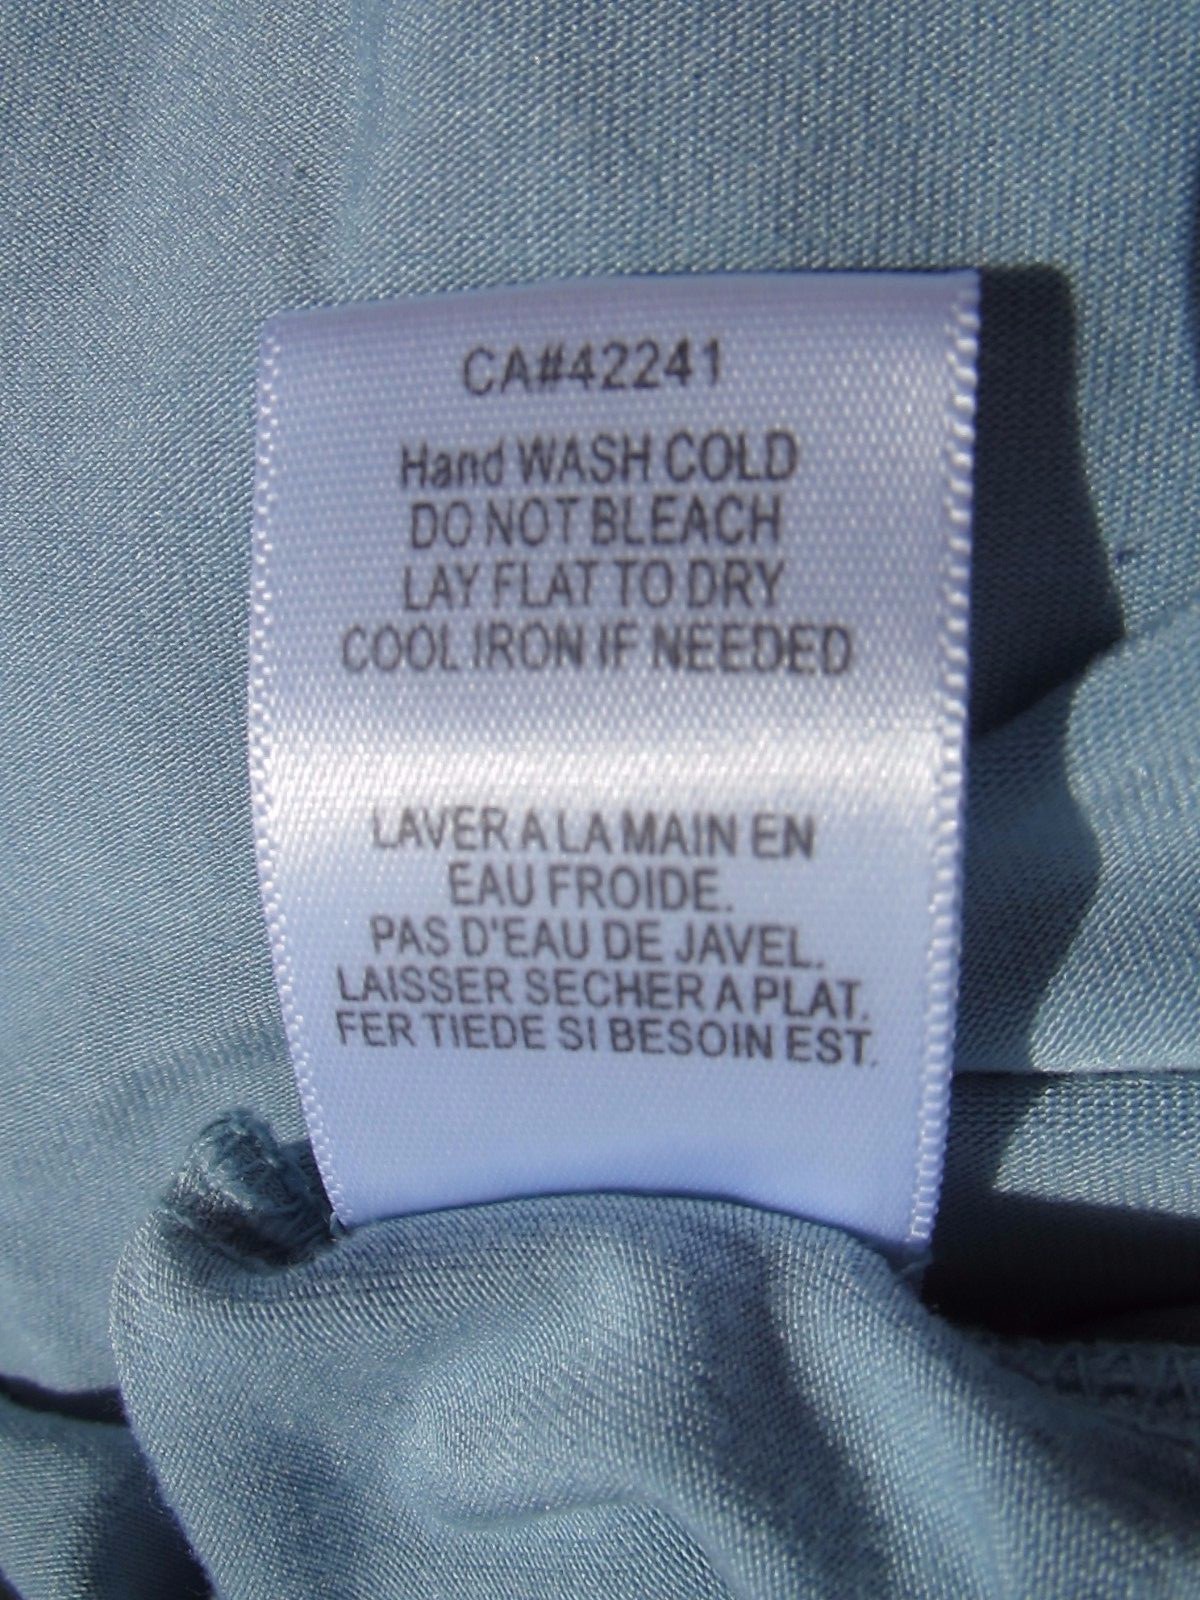 CA#42241
Hand WASH COLD
DO NOT BLEACH
LAY FLAT TO DRY
COOL IRON IF NEEDED
LAVER A LA MAIN EN
EAU FROIDE.
PAS D'EAU DE JAVEL.
LAISSER SECHER A PLAT.
FER TIEDE SI BESOIN EST.